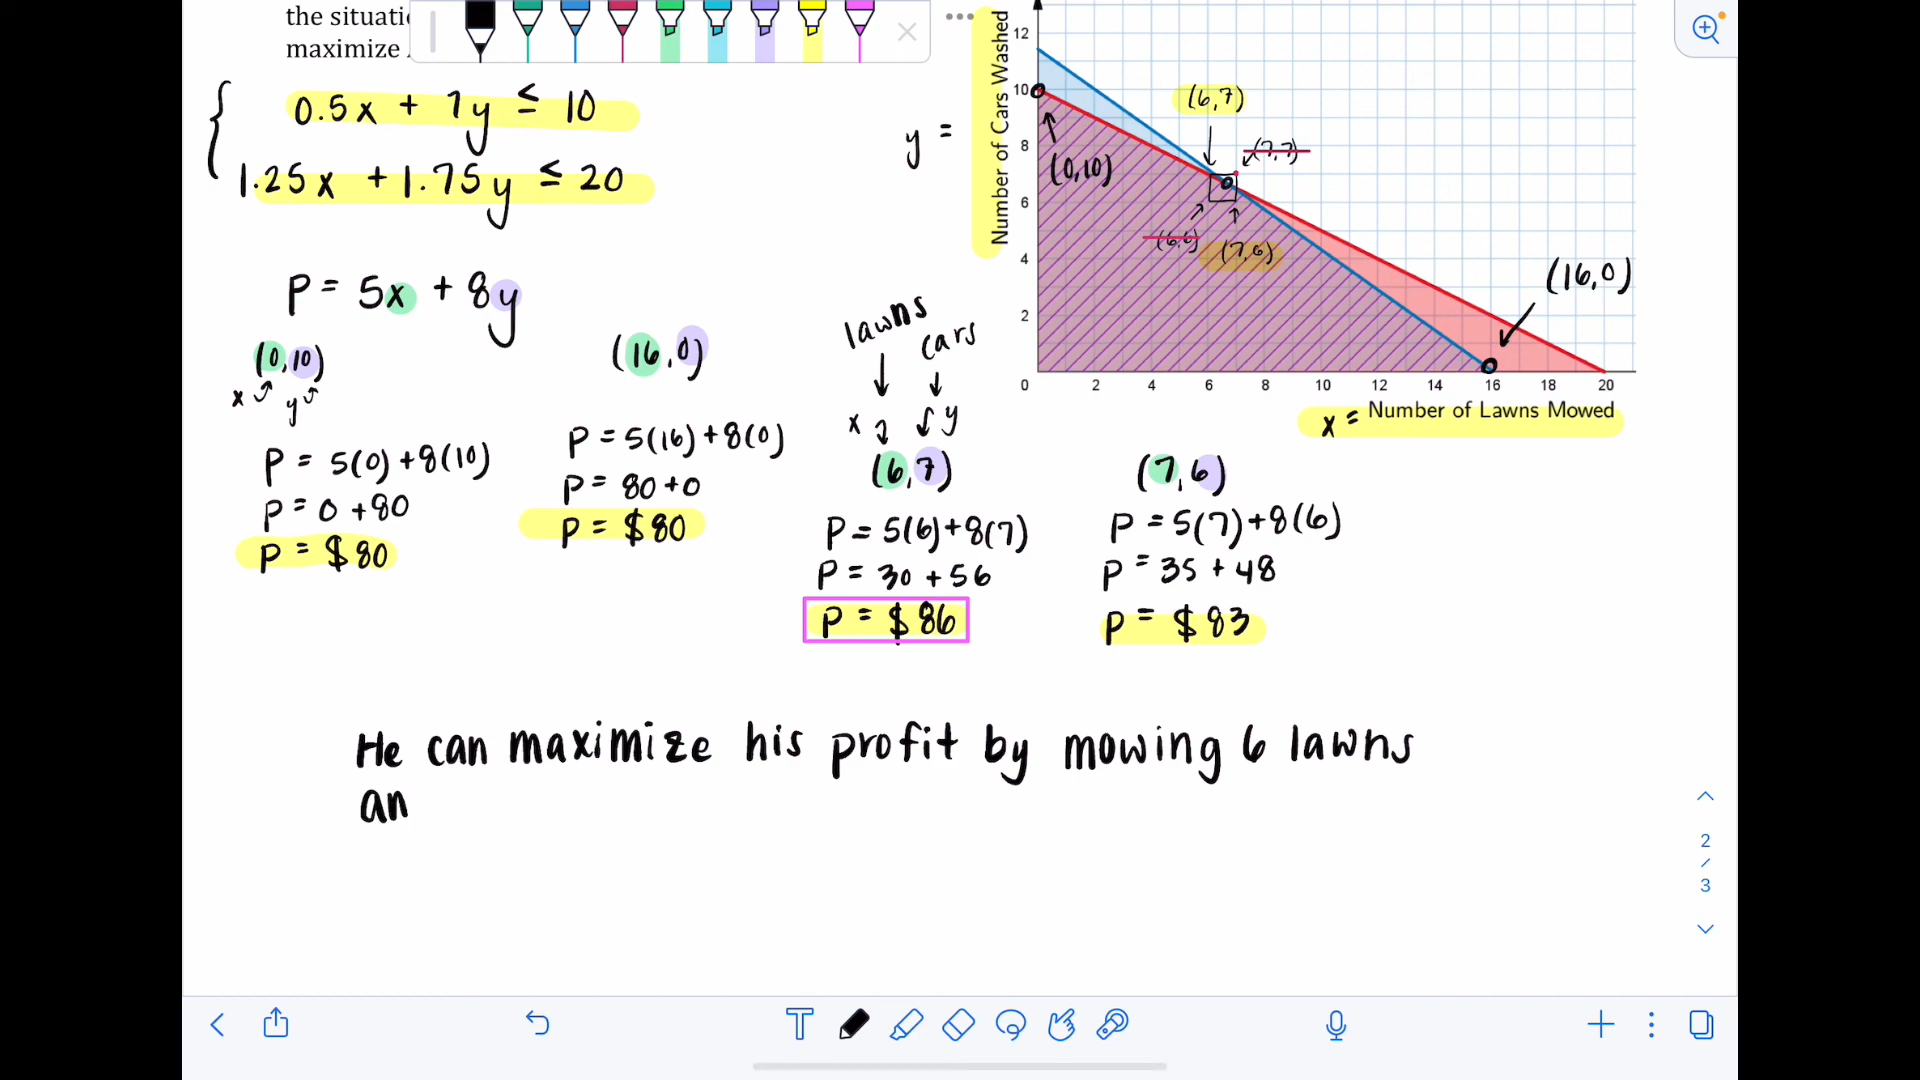 the situati
maximize
0.5x + 1y ≤ 10
1.25x + 1.75y ≤ 20
P = 5x + 8y
(0,10)
x y
P = 5(0)+8(10)
P = 0 +80
P = $80
(16,0)
P = 5(16)+8(0)
P = 80+0
P = $80
lawns
cars
x y
(6,7)
P = 5(6)+8(7)
P = 30 + 56
P = $86
(7,6)
P = 5(7)+8(6)
P = 35 + 48
P = $83
y =
Number of Cars Washed
12
10
8
6
4
2
0 2 4 6 8 10 12 14 16 18 20
(0,10)
(6,7)
(7,7)
(6,6)
(7,6)
(16,0)
x = Number of Lawns Mowed
He can maximize his profit by mowing 6 lawns
an
2
/
3
T